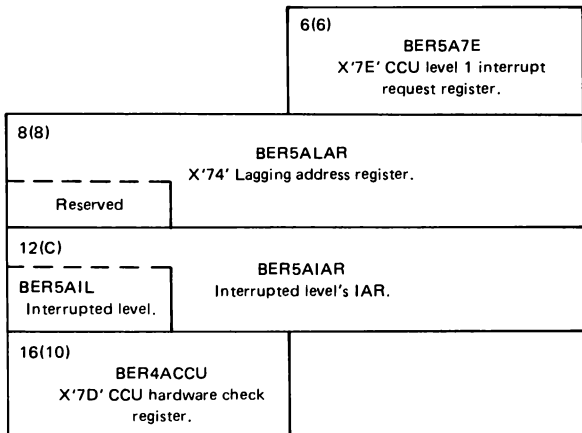 6(6)
BER5A7E
X'7E' CCU level 1 interrupt
request register.
8(8)
BER5ALAR
X'74' Lagging address register.
Reserved
12(C)
BER5AIAR
Interrupted level's IAR.
BER5AIL
Interrupted level.
16(10)
BER4ACCU
X'7D' CCU hardware check
register.